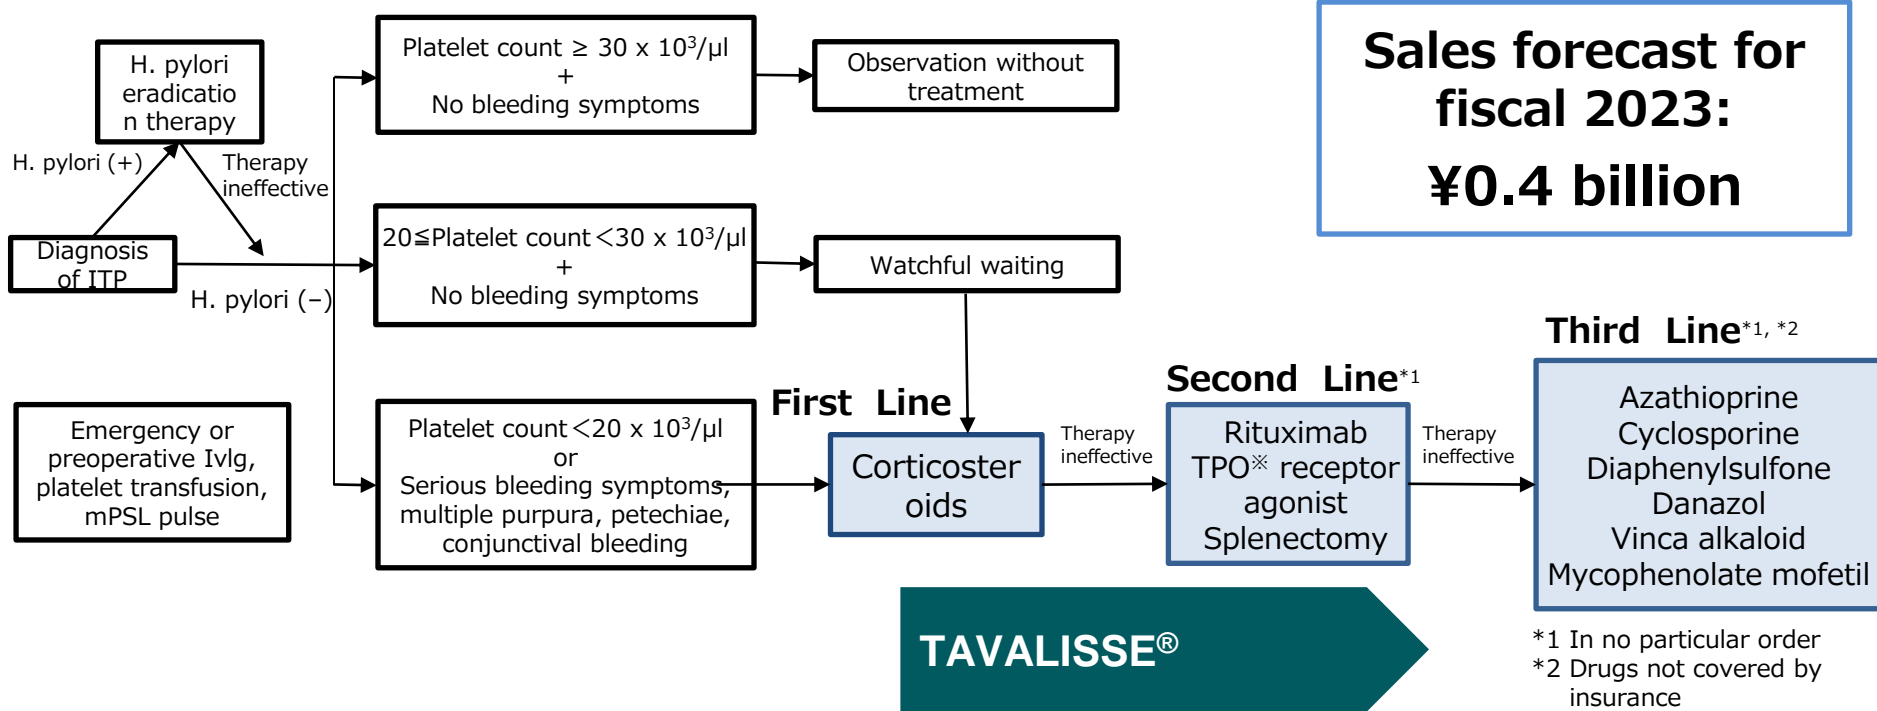 H. pylori
eradicatio
n therapy
H. pylori (+)
Therapy
ineffective
Diagnosis
of ITP
H. pylori (–)
Emergency or
preoperative Ivlg,
platelet transfusion,
mPSL pulse
Platelet count ≥ 30 x 10³/μl
+
No bleeding symptoms
Observation without
treatment
20≦Platelet count＜30 x 10³/μl
+
No bleeding symptoms
Watchful waiting
Platelet count＜20 x 10³/μl
or
Serious bleeding symptoms,
multiple purpura, petechiae,
conjunctival bleeding
First Line
Corticoster
oids
Therapy
ineffective
Second Line*1
Rituximab
TPO※ receptor
agonist
Splenectomy
Therapy
ineffective
Third Line*1, *2
Azathioprine
Cyclosporine
Diaphenylsulfone
Danazol
Vinca alkaloid
Mycophenolate mofetil
Sales forecast for
fiscal 2023:
¥0.4 billion
TAVALISSE®
*1 In no particular order
*2 Drugs not covered by
insurance